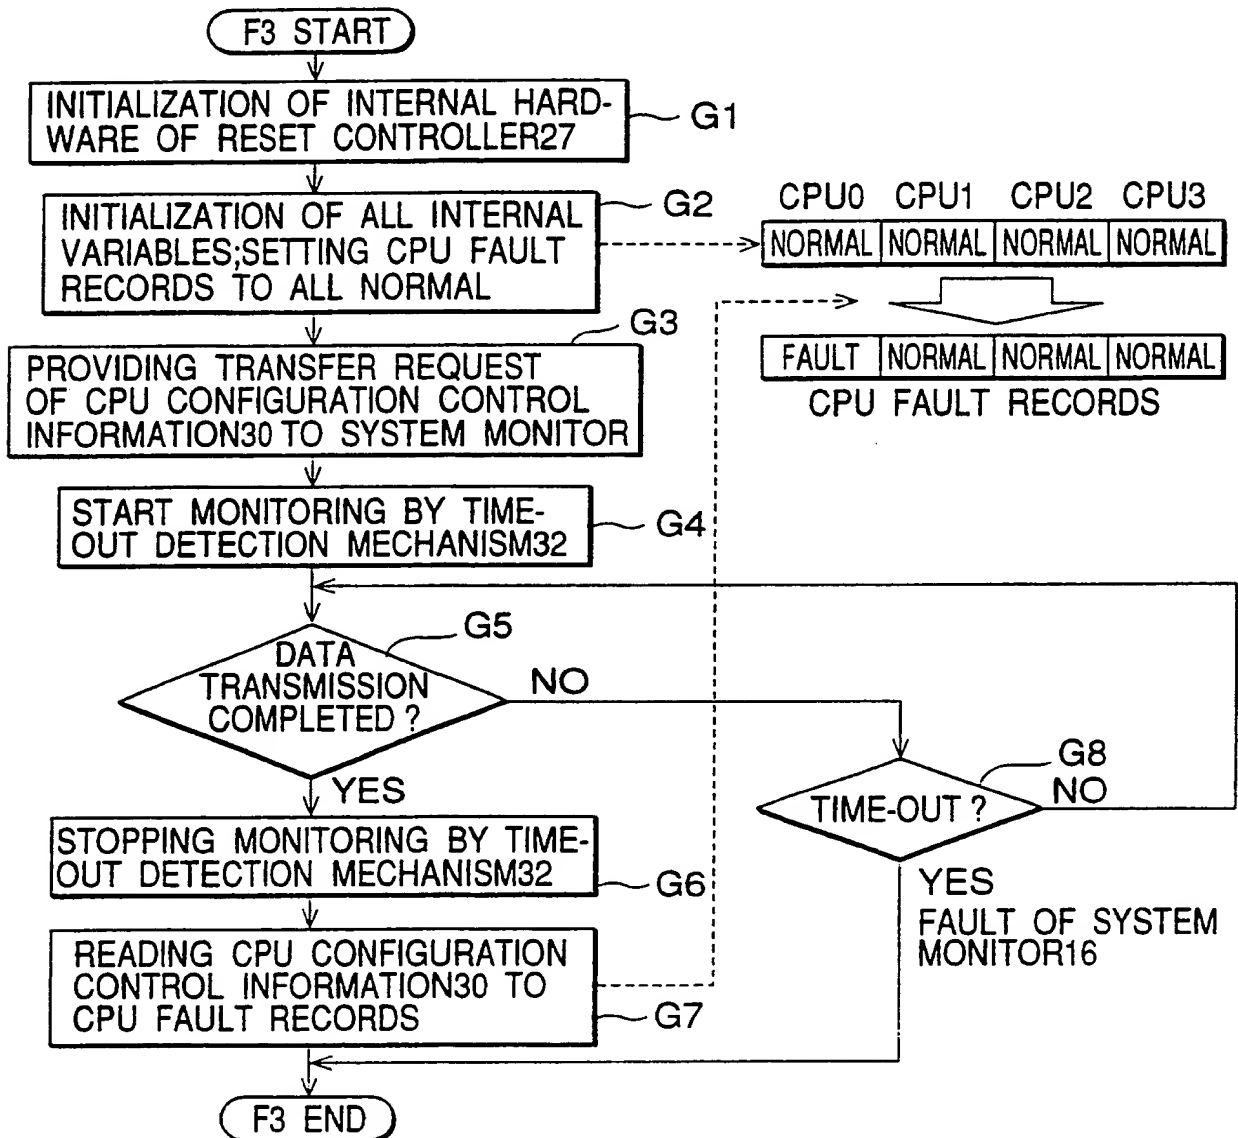 F3 START
INITIALIZATION OF INTERNAL HARD-
WARE OF RESET CONTROLLER27
G1
INITIALIZATION OF ALL INTERNAL
VARIABLES;SETTING CPU FAULT
RECORDS TO ALL NORMAL
G2
CPU0 CPU1 CPU2 CPU3
NORMAL NORMAL NORMAL NORMAL
FAULT NORMAL NORMAL NORMAL
CPU FAULT RECORDS
G3
PROVIDING TRANSFER REQUEST
OF CPU CONFIGURATION CONTROL
INFORMATION30 TO SYSTEM MONITOR
START MONITORING BY TIME-
OUT DETECTION MECHANISM32
G4
G5
DATA
TRANSMISSION
COMPLETED ?
NO
YES
G8
TIME-OUT ?
NO
YES
FAULT OF SYSTEM
MONITOR16
STOPPING MONITORING BY TIME-
OUT DETECTION MECHANISM32
G6
READING CPU CONFIGURATION
CONTROL INFORMATION30 TO
CPU FAULT RECORDS
G7
F3 END